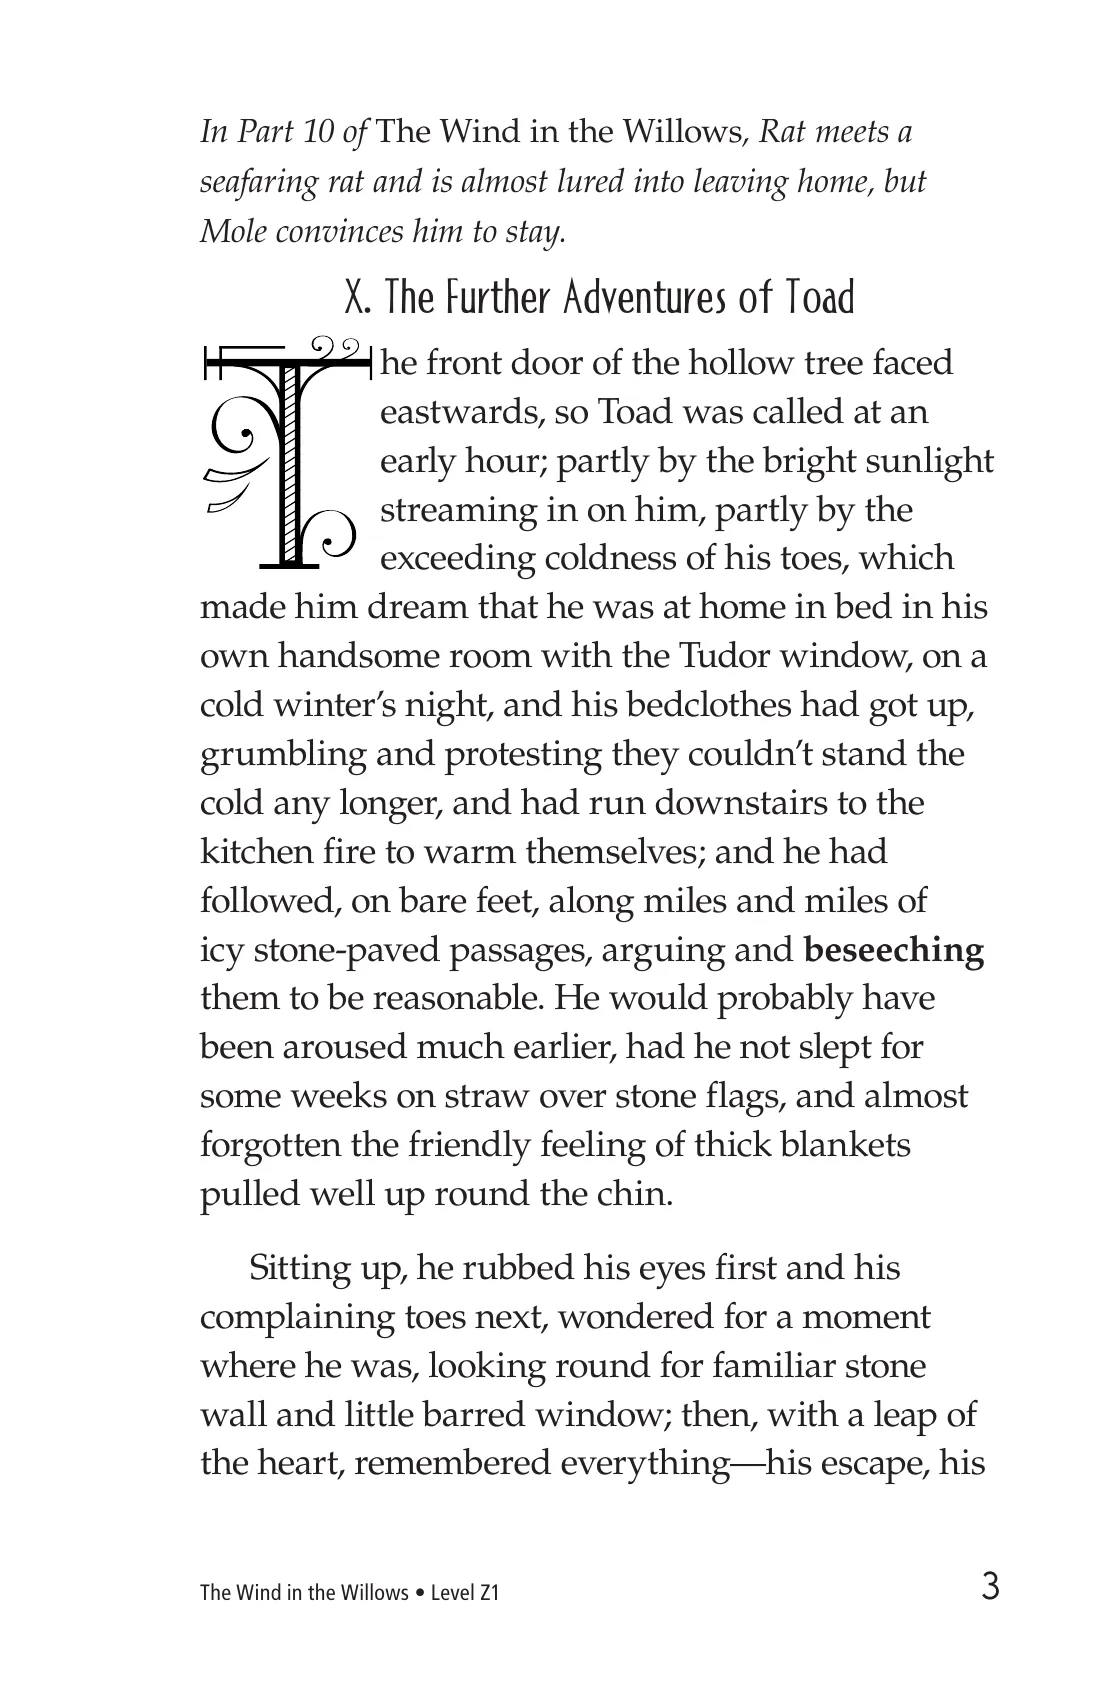 In Part 10 of The Wind in the Willows, Rat meets a
seafaring rat and is almost lured into leaving home, but
Mole convinces him to stay.
X. The Further Adventures of Toad
The front door of the hollow tree faced
eastwards, so Toad was called at an
early hour; partly by the bright sunlight
streaming in on him, partly by the
exceeding coldness of his toes, which
made him dream that he was at home in bed in his
own handsome room with the Tudor window, on a
cold winter’s night, and his bedclothes had got up,
grumbling and protesting they couldn’t stand the
cold any longer, and had run downstairs to the
kitchen fire to warm themselves; and he had
followed, on bare feet, along miles and miles of
icy stone-paved passages, arguing and beseeching
them to be reasonable. He would probably have
been aroused much earlier, had he not slept for
some weeks on straw over stone flags, and almost
forgotten the friendly feeling of thick blankets
pulled well up round the chin.
Sitting up, he rubbed his eyes first and his
complaining toes next, wondered for a moment
where he was, looking round for familiar stone
wall and little barred window; then, with a leap of
the heart, remembered everything—his escape, his
The Wind in the Willows • Level Z1
3